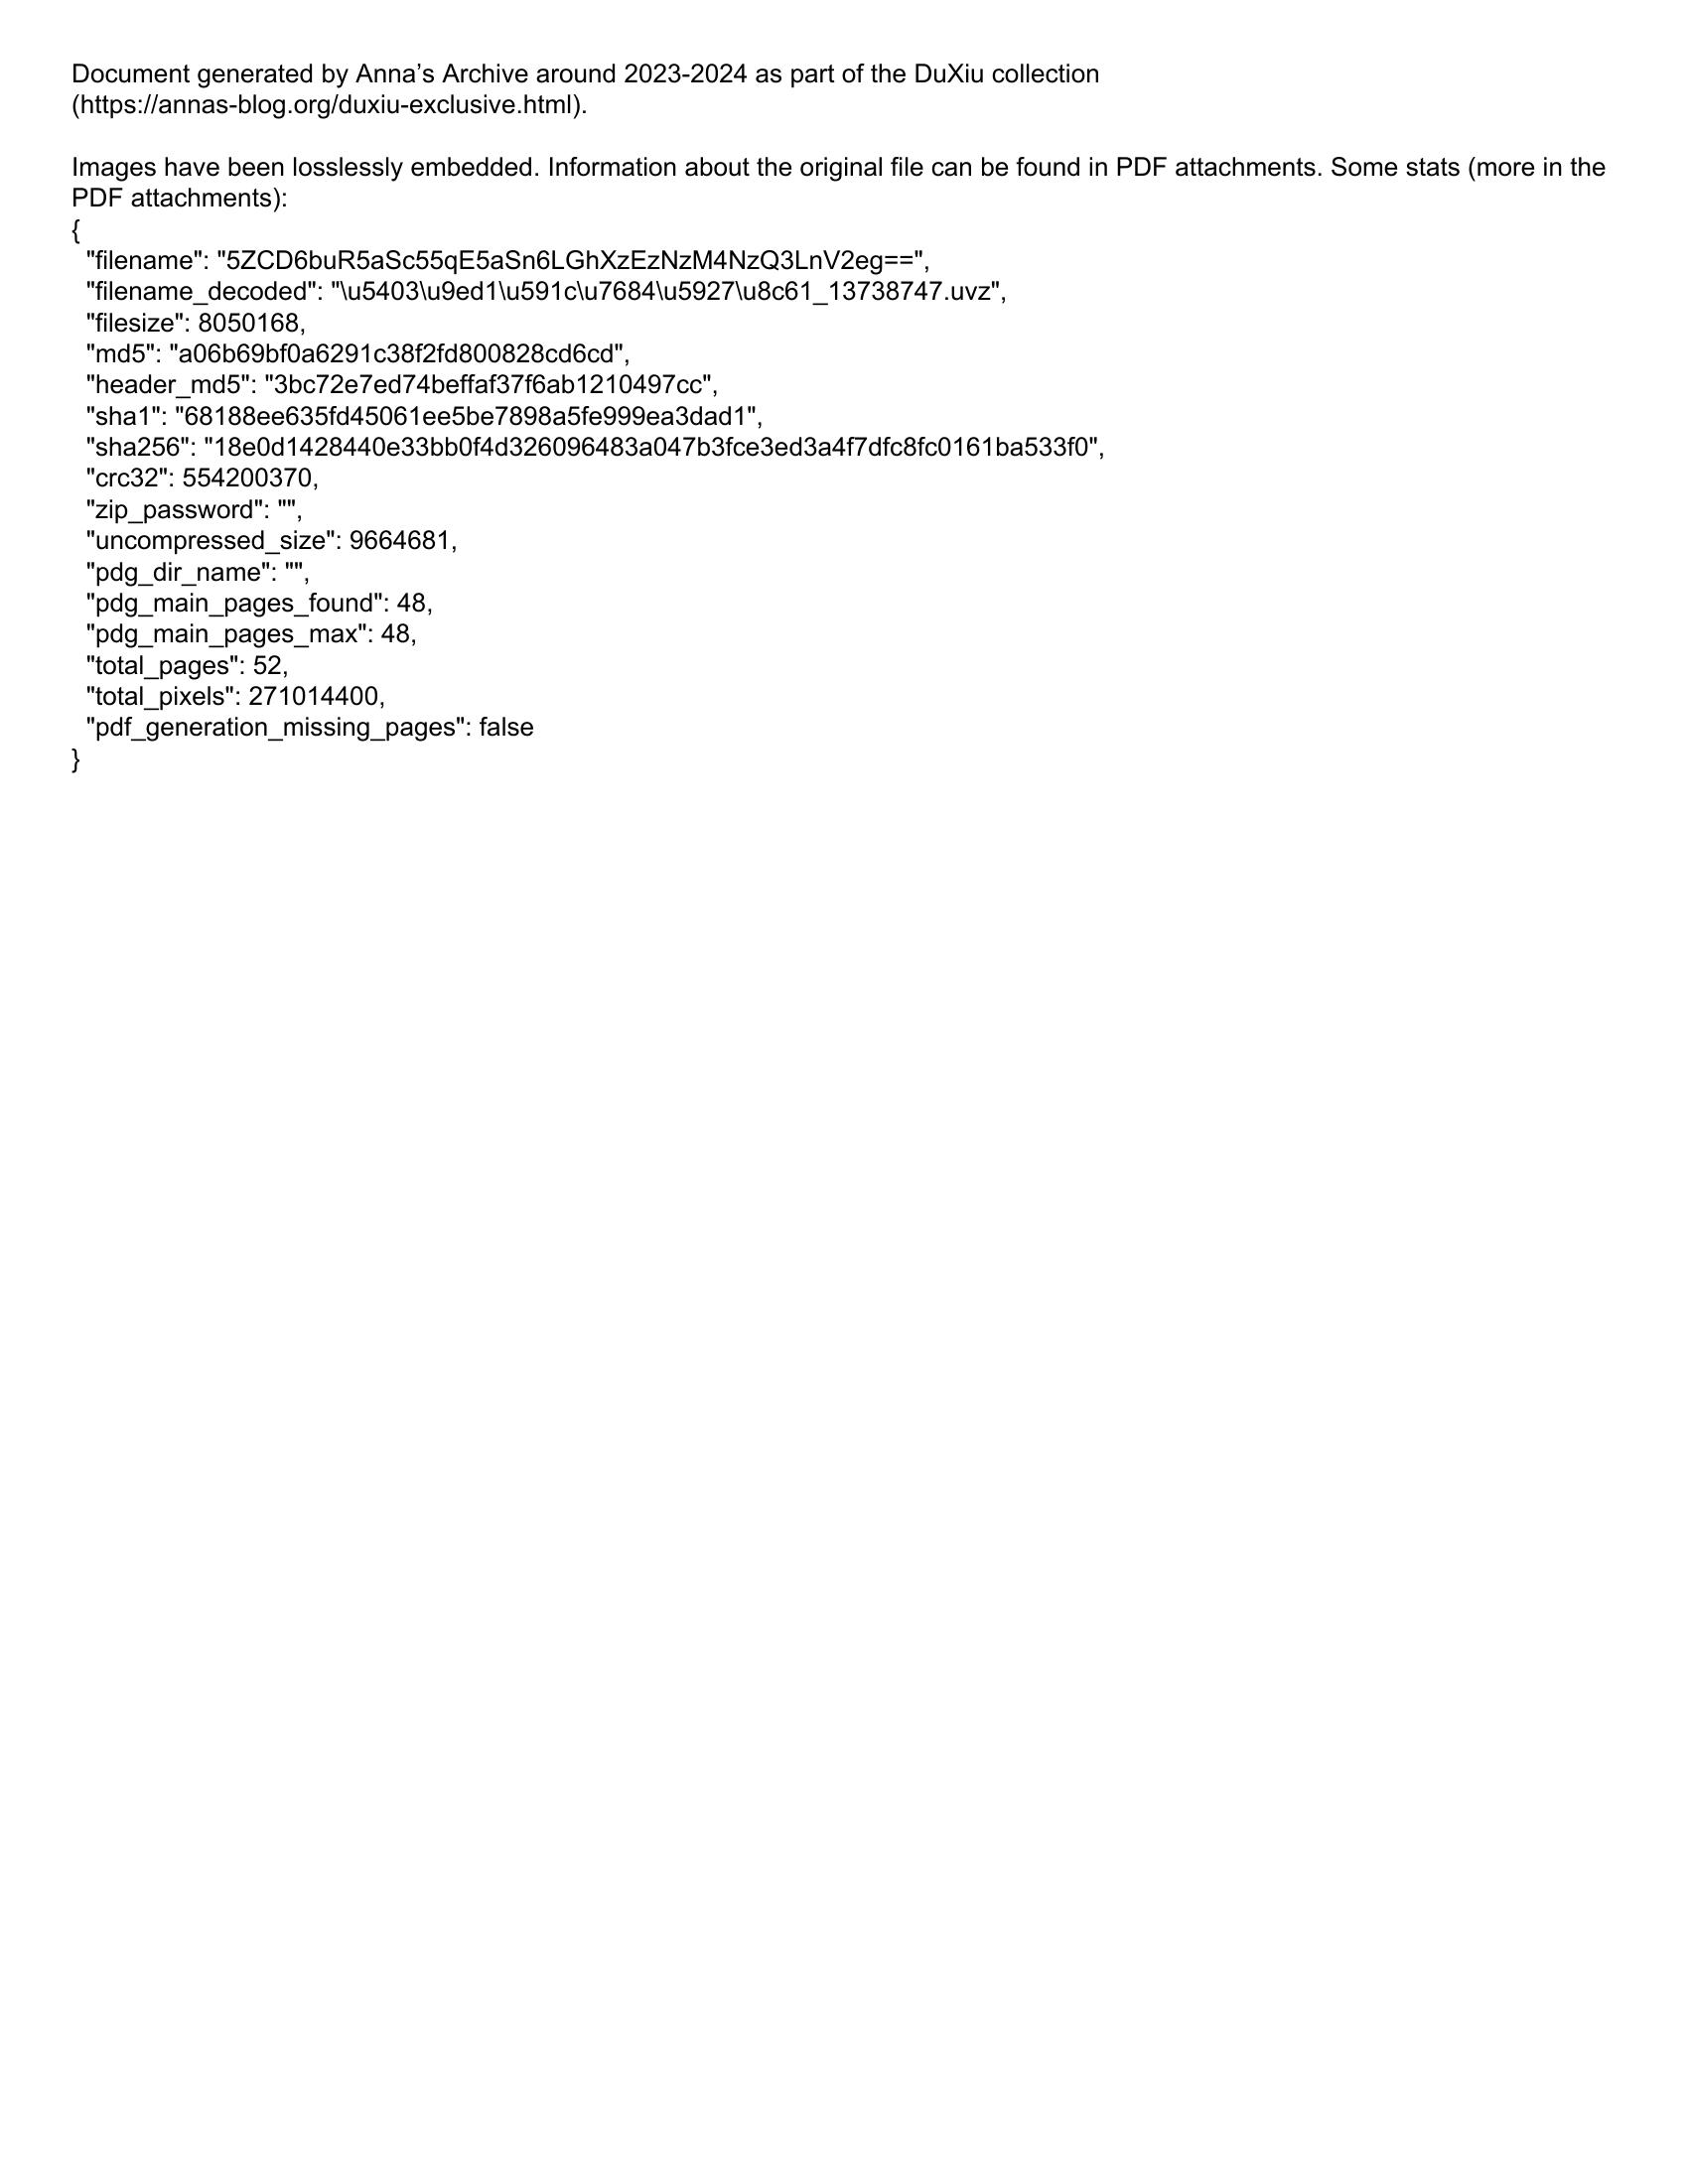 Document generated by Anna’s Archive around 2023-2024 as part of the DuXiu collection
(https://annas-blog.org/duxiu-exclusive.html).
Images have been losslessly embedded. Information about the original file can be found in PDF attachments. Some stats (more in the
PDF attachments):
{
"filename": "5ZCD6buR5aSc55qE5aSn6LGhXzEzNzM4NzQ3LnV2eg==",
"filename_decoded": "\u5403\u9ed1\u591c\u7684\u5927\u8c61_13738747.uvz",
"filesize": 8050168,
"md5": "a06b69bf0a6291c38f2fd800828cd6cd",
"header_md5": "3bc72e7ed74beffaf37f6ab1210497cc",
"sha1": "68188ee635fd45061ee5be7898a5fe999ea3dad1",
"sha256": "18e0d1428440e33bb0f4d326096483a047b3fce3ed3a4f7dfc8fc0161ba533f0",
"crc32": 554200370,
"zip_password": "",
"uncompressed_size": 9664681,
"pdg_dir_name": "",
"pdg_main_pages_found": 48,
"pdg_main_pages_max": 48,
"total_pages": 52,
"total_pixels": 271014400,
"pdf_generation_missing_pages": false
}